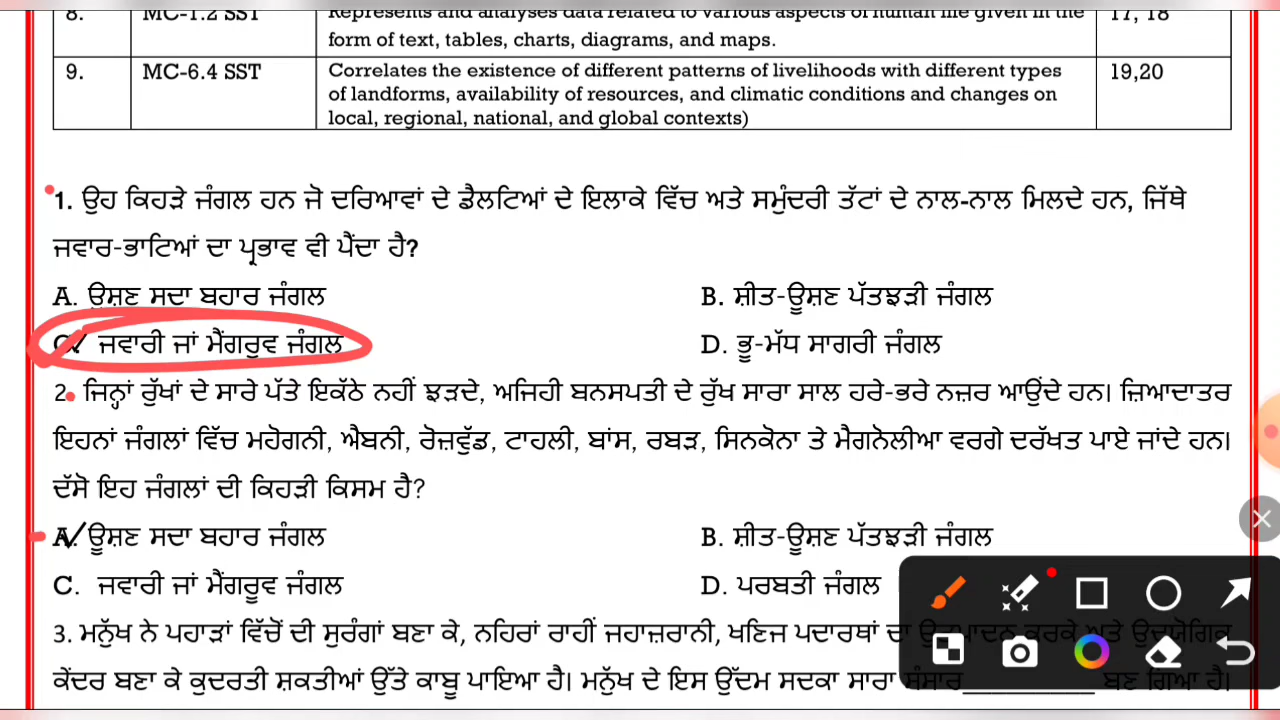 8. MC-1.2 SST Represents and analyses data related to various aspects of human life given in the 17, 18
form of text, tables, charts, diagrams, and maps.
9. MC-6.4 SST Correlates the existence of different patterns of livelihoods with different types 19,20
of landforms, availability of resources, and climatic conditions and changes on
local, regional, national, and global contexts)
1. ਉਹ ਕਿਹੜੇ ਜੰਗਲ ਹਨ ਜੋ ਦਰਿਆਵਾਂ ਦੇ ਡੈਲਟਿਆਂ ਦੇ ਇਲਾਕੇ ਵਿੱਚ ਅਤੇ ਸਮੁੰਦਰੀ ਤੱਟਾਂ ਦੇ ਨਾਲ-ਨਾਲ ਮਿਲਦੇ ਹਨ, ਜਿੱਥੇ
ਜਵਾਰ-ਭਾਟਿਆਂ ਦਾ ਪ੍ਰਭਾਵ ਵੀ ਪੈਂਦਾ ਹੈ?
A. ਊਸ਼ਣ ਸਦਾ ਬਹਾਰ ਜੰਗਲ B. ਸ਼ੀਤ-ਊਸ਼ਣ ਪੱਤਝੜੀ ਜੰਗਲ
C. ਜਵਾਰੀ ਜਾਂ ਮੈਂਗਰੂਵ ਜੰਗਲ D. ਭੂ-ਮੱਧ ਸਾਗਰੀ ਜੰਗਲ
2. ਜਿਨ੍ਹਾਂ ਰੁੱਖਾਂ ਦੇ ਸਾਰੇ ਪੱਤੇ ਇਕੱਠੇ ਨਹੀਂ ਝੜਦੇ, ਅਜਿਹੀ ਬਨਸਪਤੀ ਦੇ ਰੁੱਖ ਸਾਰਾ ਸਾਲ ਹਰੇ-ਭਰੇ ਨਜ਼ਰ ਆਉਂਦੇ ਹਨ। ਜ਼ਿਆਦਾਤਰ
ਇਹਨਾਂ ਜੰਗਲਾਂ ਵਿੱਚ ਮਹੋਗਨੀ, ਐਬਨੀ, ਰੋਜ਼ਵੁੱਡ, ਟਾਹਲੀ, ਬਾਂਸ, ਰਬੜ, ਸਿਨਕੋਨਾ ਤੇ ਮੈਗਨੋਲੀਆ ਵਰਗੇ ਦਰੱਖਤ ਪਾਏ ਜਾਂਦੇ ਹਨ।
ਦੱਸੋ ਇਹ ਜੰਗਲਾਂ ਦੀ ਕਿਹੜੀ ਕਿਸਮ ਹੈ?
A. ਊਸ਼ਣ ਸਦਾ ਬਹਾਰ ਜੰਗਲ B. ਸ਼ੀਤ-ਊਸ਼ਣ ਪੱਤਝੜੀ ਜੰਗਲ
C. ਜਵਾਰੀ ਜਾਂ ਮੈਂਗਰੂਵ ਜੰਗਲ D. ਪਰਬਤੀ ਜੰਗਲ
3. ਮਨੁੱਖ ਨੇ ਪਹਾੜਾਂ ਵਿੱਚੋਂ ਦੀ ਸੁਰੰਗਾਂ ਬਣਾ ਕੇ, ਨਹਿਰਾਂ ਰਾਹੀਂ ਜਹਾਜ਼ਰਾਨੀ, ਖਣਿਜ ਪਦਾਰਥਾਂ ਦਾ ਉਤਪਾਦਨ ਕਰਕੇ ਅਤੇ ਉਦਯੋਗਿਕ
ਕੇਂਦਰ ਬਣਾ ਕੇ ਕੁਦਰਤੀ ਸ਼ਕਤੀਆਂ ਉੱਤੇ ਕਾਬੂ ਪਾਇਆ ਹੈ। ਮਨੁੱਖ ਦੇ ਇਸ ਉੱਦਮ ਸਦਕਾ ਸਾਰਾ ਸੰਸਾਰ__________ ਬਣ ਗਿਆ ਹੈ।